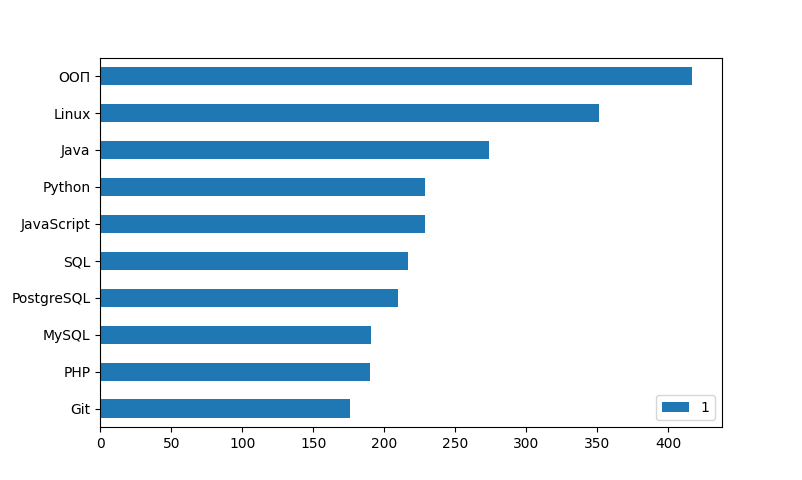 ООП
Linux
Java
Python
JavaScript
SQL
PostgreSQL
MySQL
PHP
Git
1
0 50 100 150 200 250 300 350 400